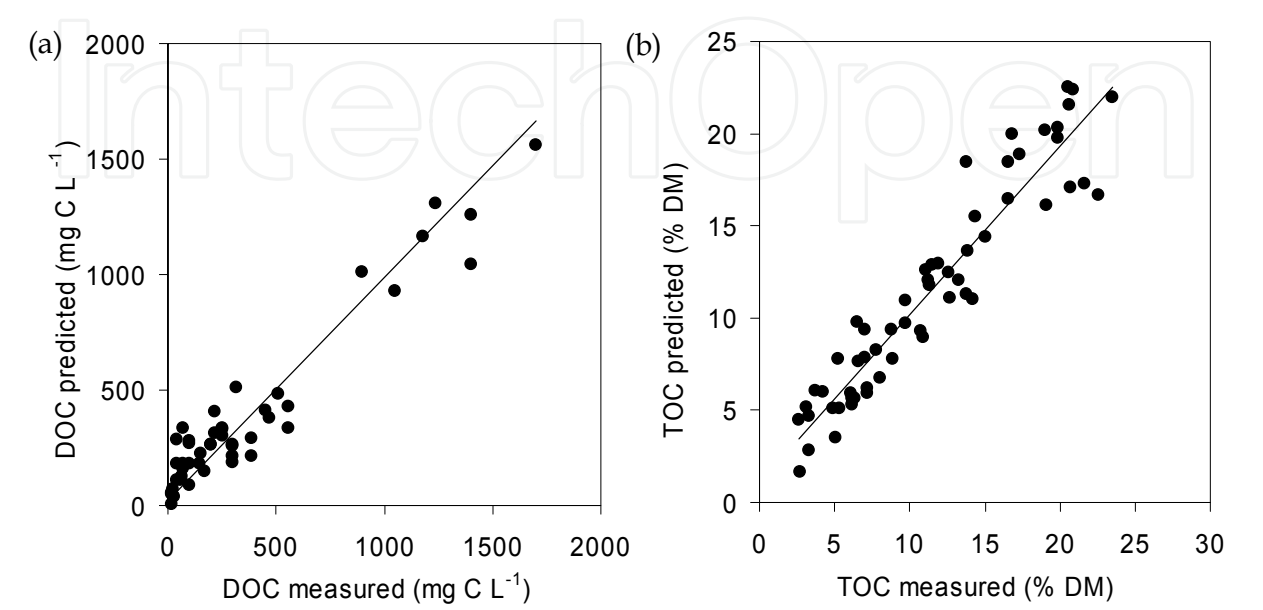 IntechOpen
(a)
2000
1500
1000
500
0
0 500 1000 1500 2000
DOC predicted (mg C L⁻¹)
DOC measured (mg C L⁻¹)
(b)
25
20
15
10
5
0
0 5 10 15 20 25 30
TOC predicted (% DM)
TOC measured (% DM)